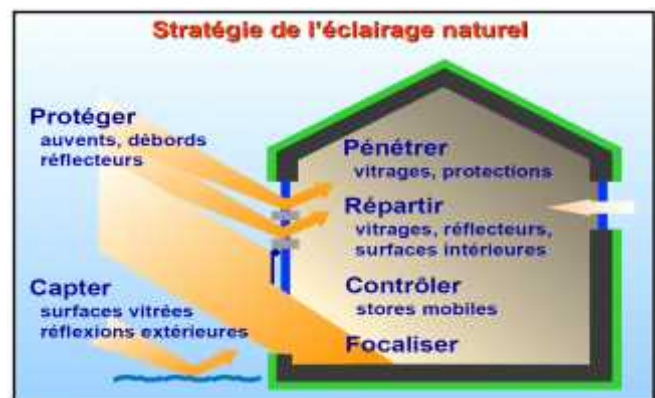 Stratégie de l'éclairage naturel
Protéger
auvents, débords
réflecteurs
Capter
surfaces vitrées
réflexions extérieures
Pénétrer
vitrages, protections
Répartir
vitrages, réflecteurs,
surfaces intérieures
Contrôler
stores mobiles
Focaliser